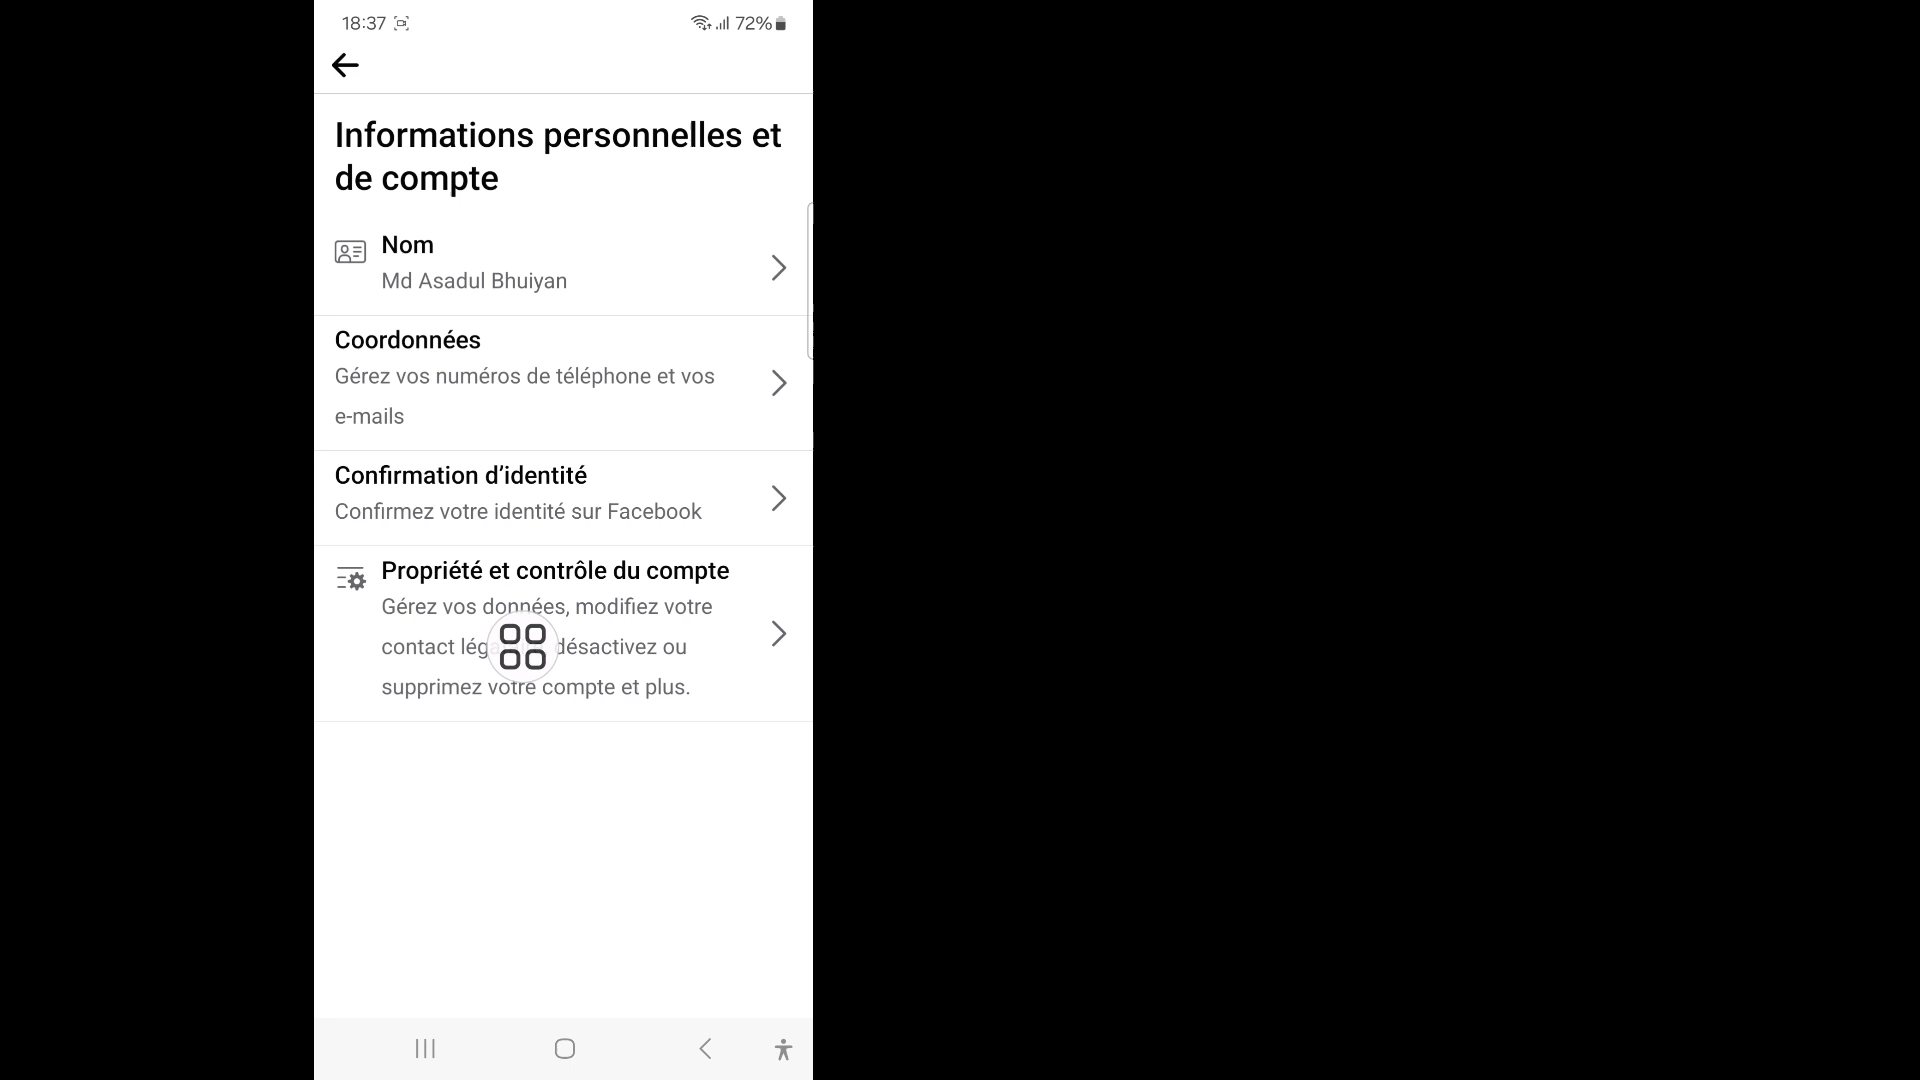 18:37 72%
Informations personnelles et
de compte
Nom
Md Asadul Bhuiyan
Coordonnées
Gérez vos numéros de téléphone et vos
e-mails
Confirmation d’identité
Confirmez votre identité sur Facebook
Propriété et contrôle du compte
Gérez vos données, modifiez votre
contact désactivez ou
supprimez votre compte et plus.